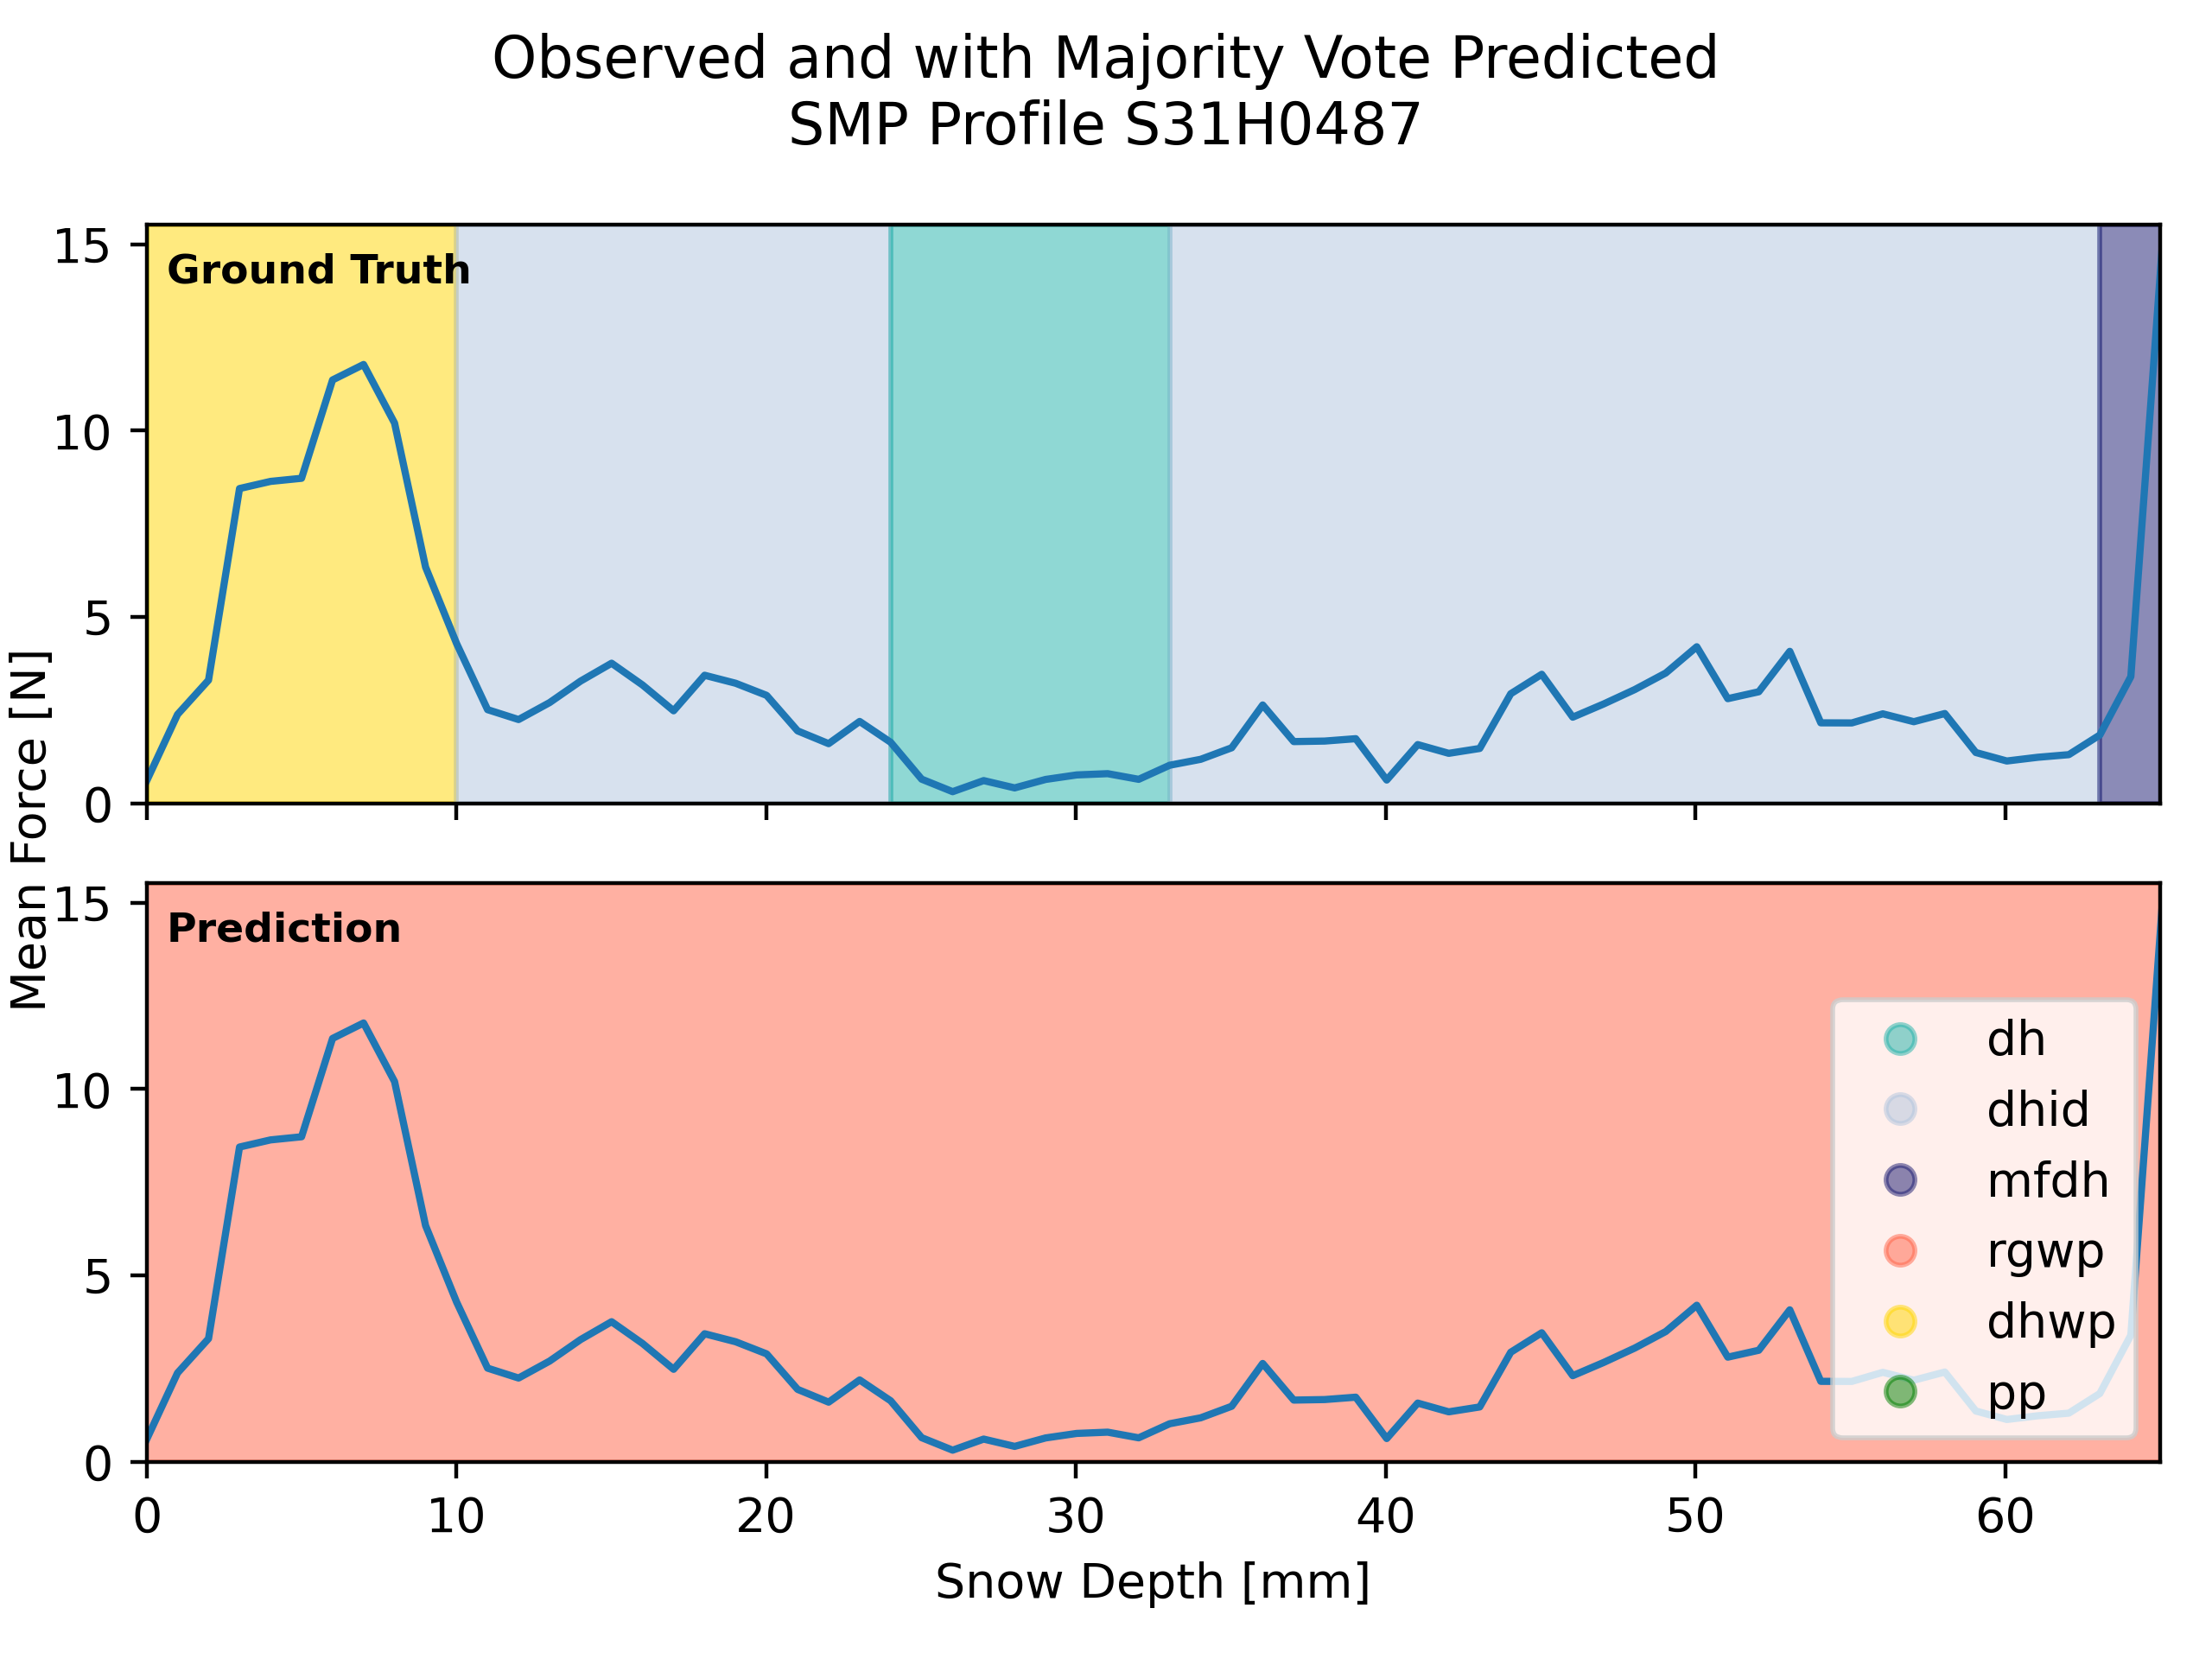 Observed and with Majority Vote Predicted
SMP Profile S31H0487
Mean Force [N]
15
10
5
0
Ground Truth
15
10
5
0
Prediction
dh
dhid
mfdh
rgwp
dhwp
pp
0 10 20 30 40 50 60
Snow Depth [mm]